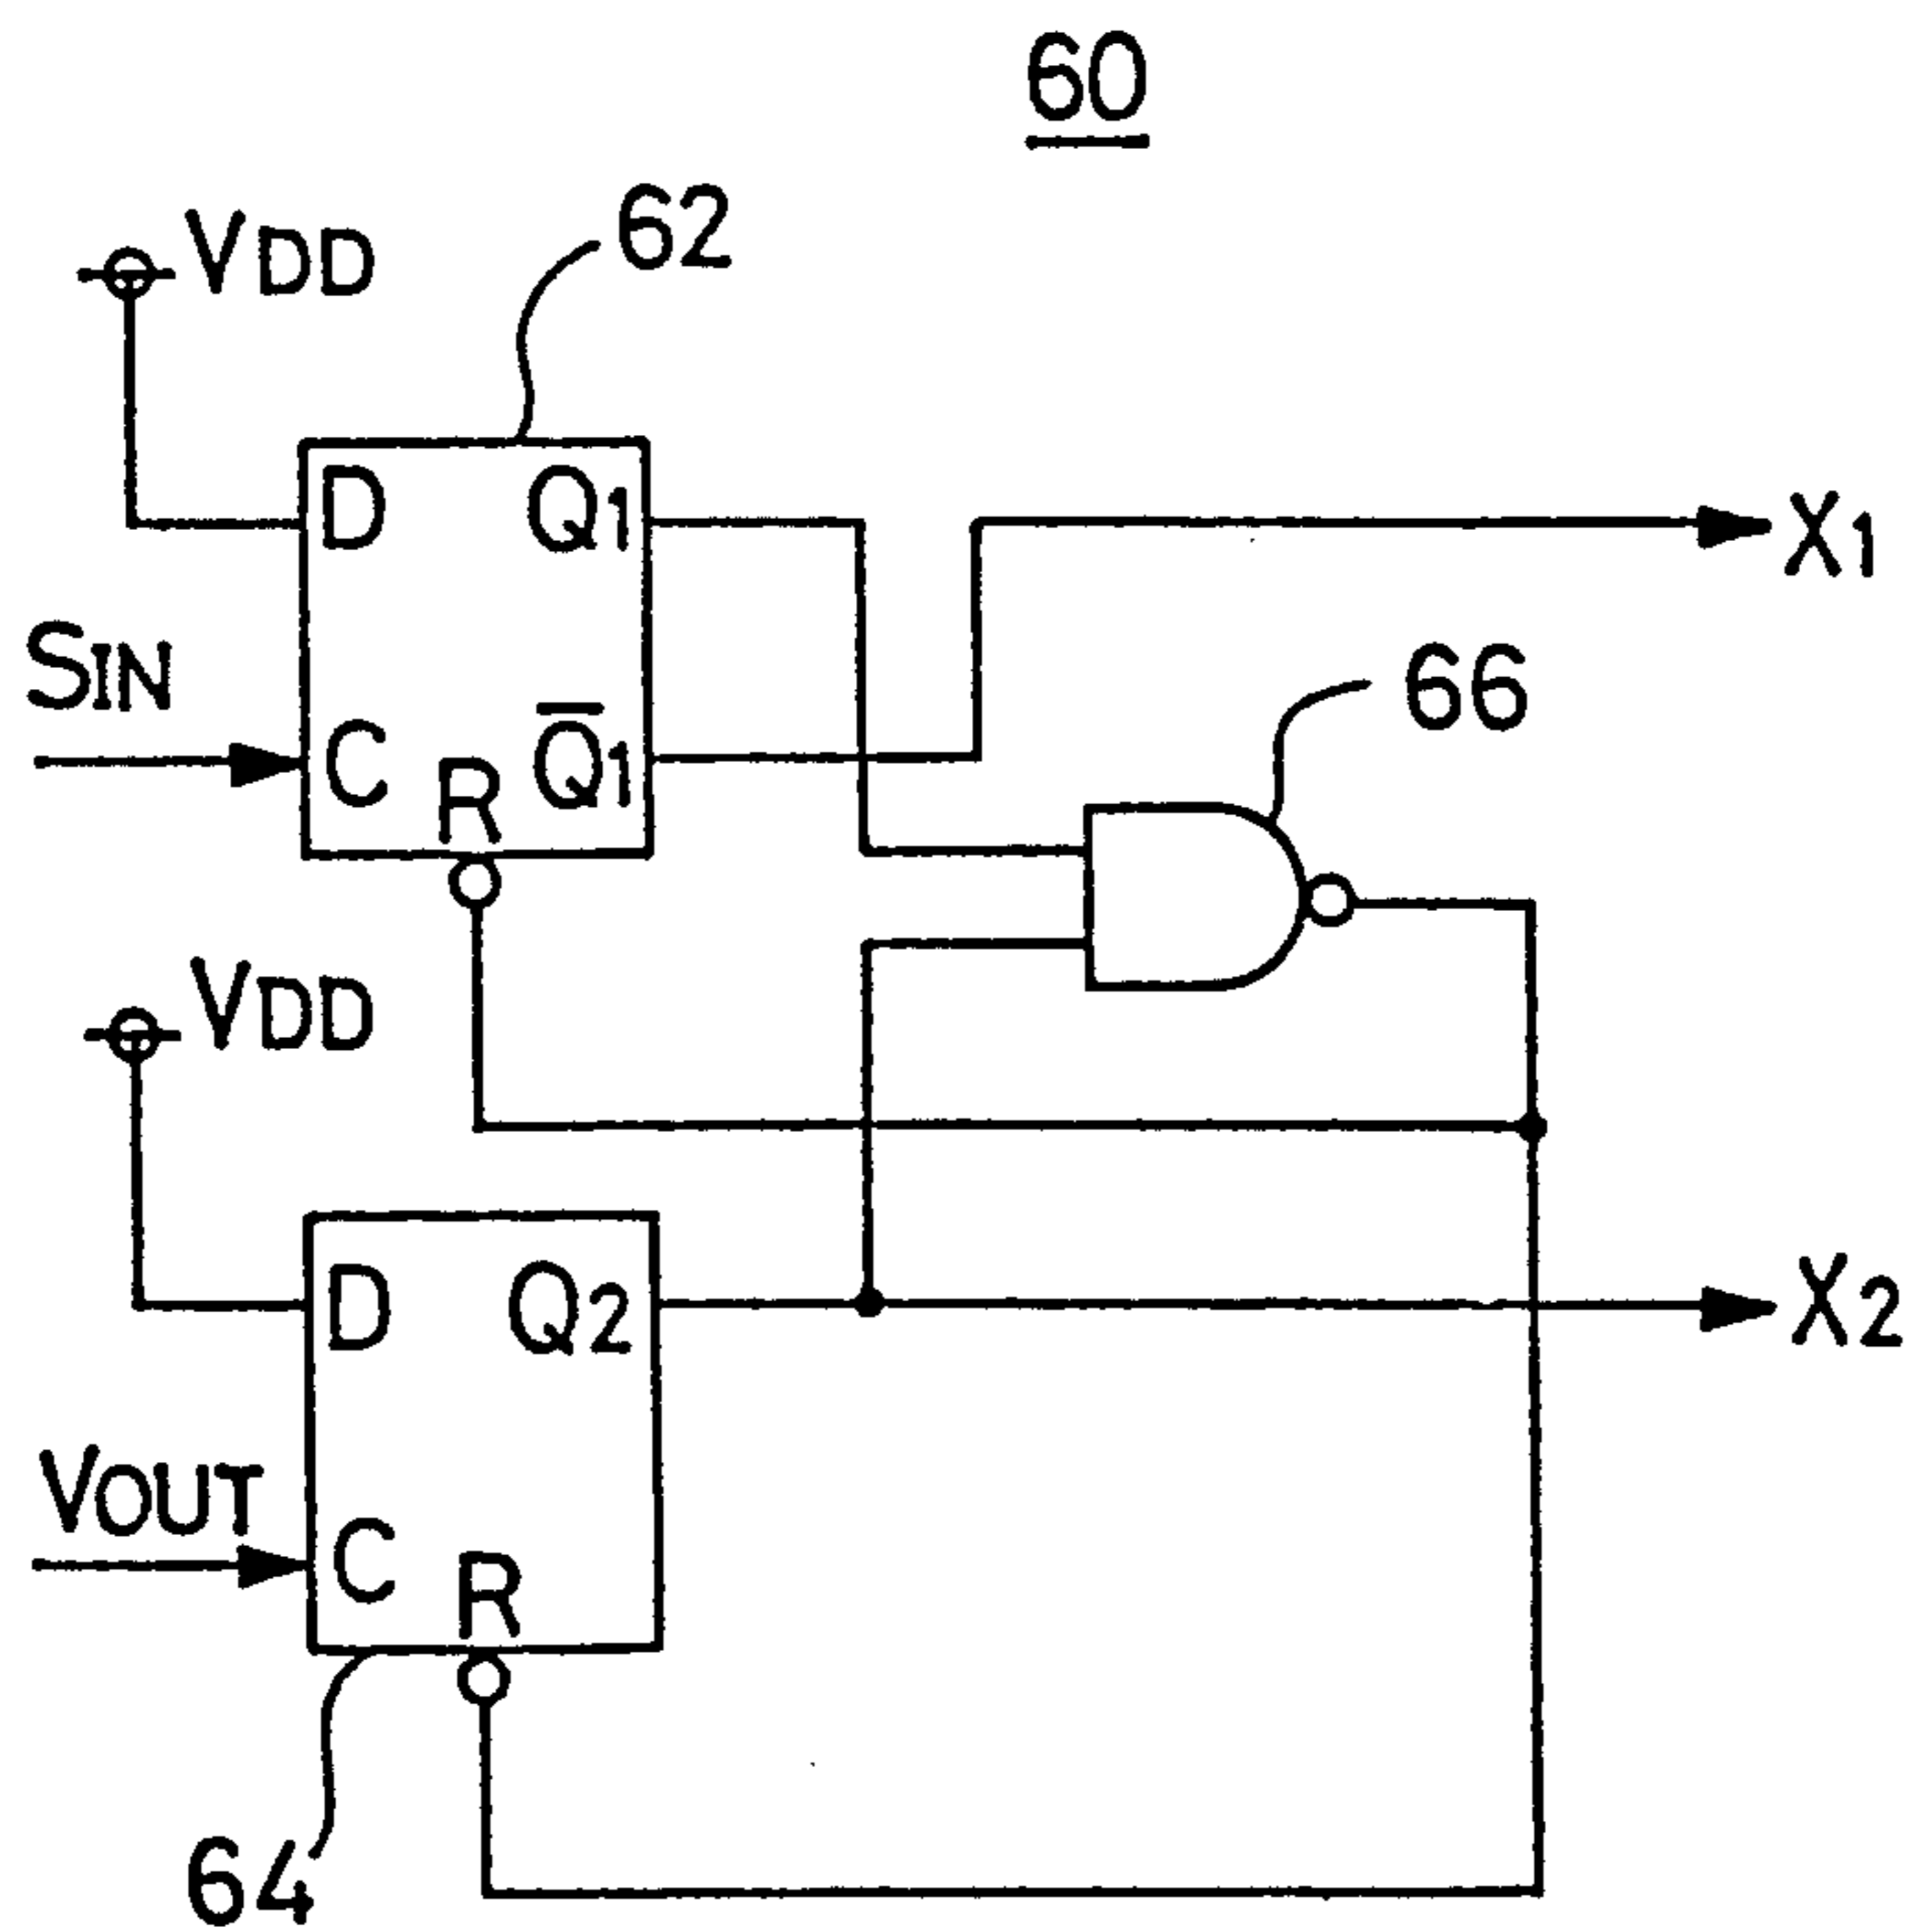 60
62
VDD
D Q1
X1
SIN
66
C R Q̅1
VDD
D Q2
X2
VOUT
C R
64